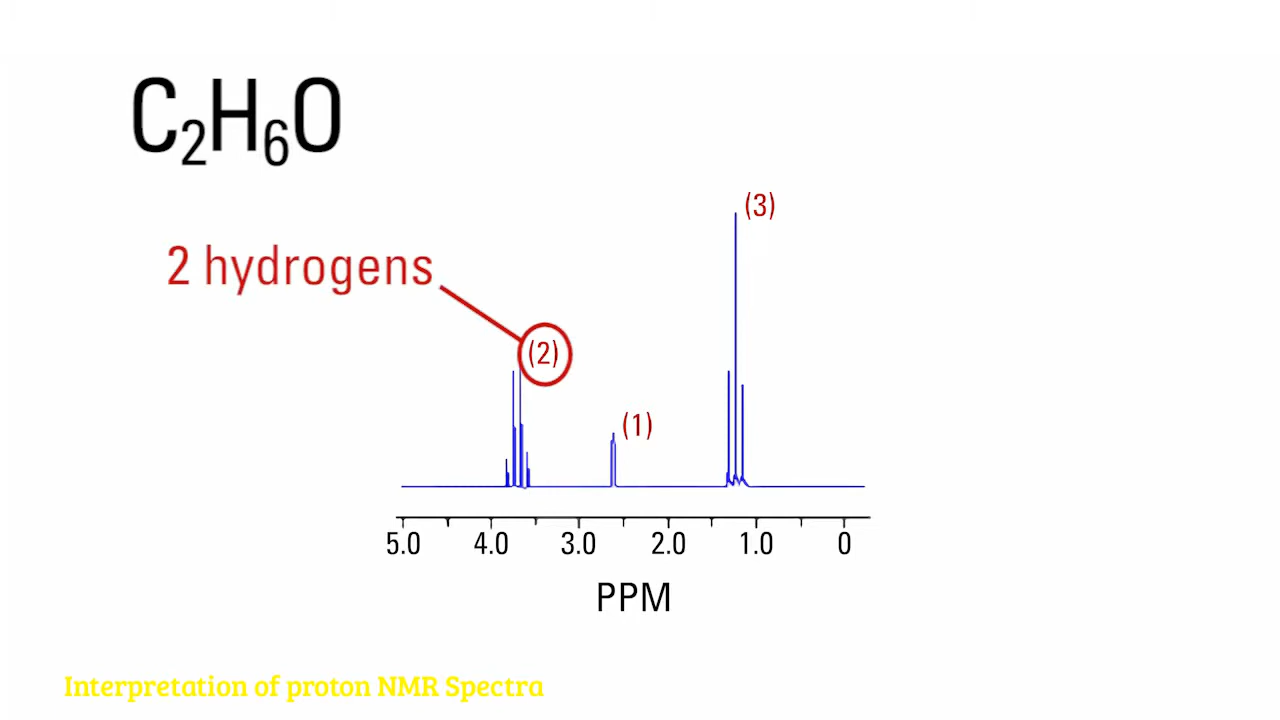 C₂H₆O
(3)
2 hydrogens
(2)
(1)
5.0 4.0 3.0 2.0 1.0 0
PPM
Interpretation of proton NMR Spectra